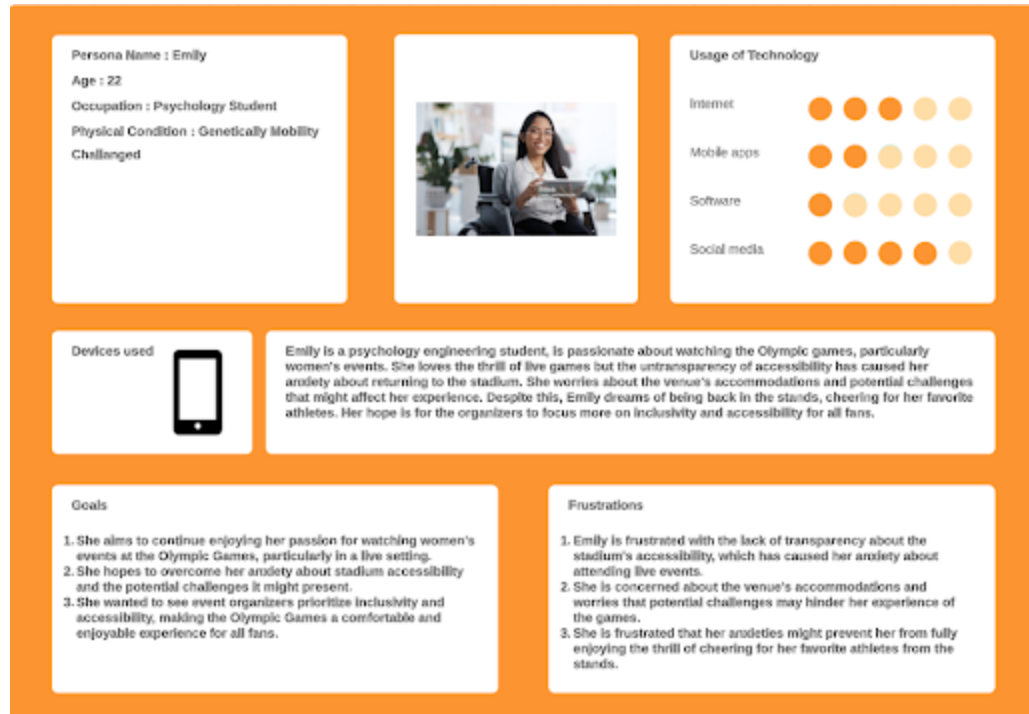 Persona Name : Emily
Age : 22
Occupation : Psychology Student
Physical Condition : Genetically Mobility
Challanged
Usage of Technology
Internet
Mobile apps
Software
Social media
Devices used
Emily is a psychology engineering student, is passionate about watching the Olympic games, particularly
women's events. She loves the thrill of live games but the untransparency of accessibility has caused her
anxiety about returning to the stadium. She worries about the venue's accommodations and potential challenges
that might affect her experience. Despite this, Emily dreams of being back in the stands, cheering for her favorite
athletes. Her hope is for the organizers to focus more on inclusivity and accessibility for all fans.
Goals
1. She aims to continue enjoying her passion for watching women's
events at the Olympic Games, particularly in a live setting.
2. She hopes to overcome her anxiety about stadium accessibility
and the potential challenges it might present.
3. She wanted to see event organizers prioritize inclusivity and
accessibility, making the Olympic Games a comfortable and
enjoyable experience for all fans.
Frustrations
1. Emily is frustrated with the lack of transparency about the
stadium's accessibility, which has caused her anxiety about
attending live events.
2. She is concerned about the venue's accommodations and
worries that potential challenges may hinder her experience of
the games.
3. She is frustrated that her anxieties might prevent her from fully
enjoying the thrill of cheering for her favorite athletes from the
stands.